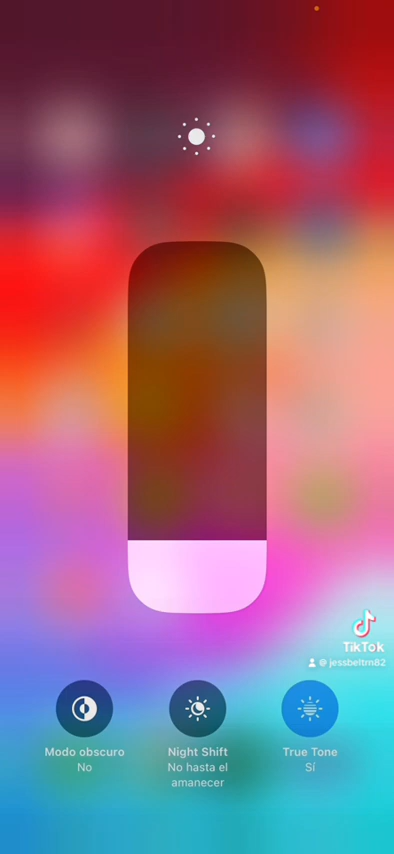 TikTok
@ jessbeltrn82
Modo obscuro
No
Night Shift
No hasta el
amanecer
True Tone
Sí